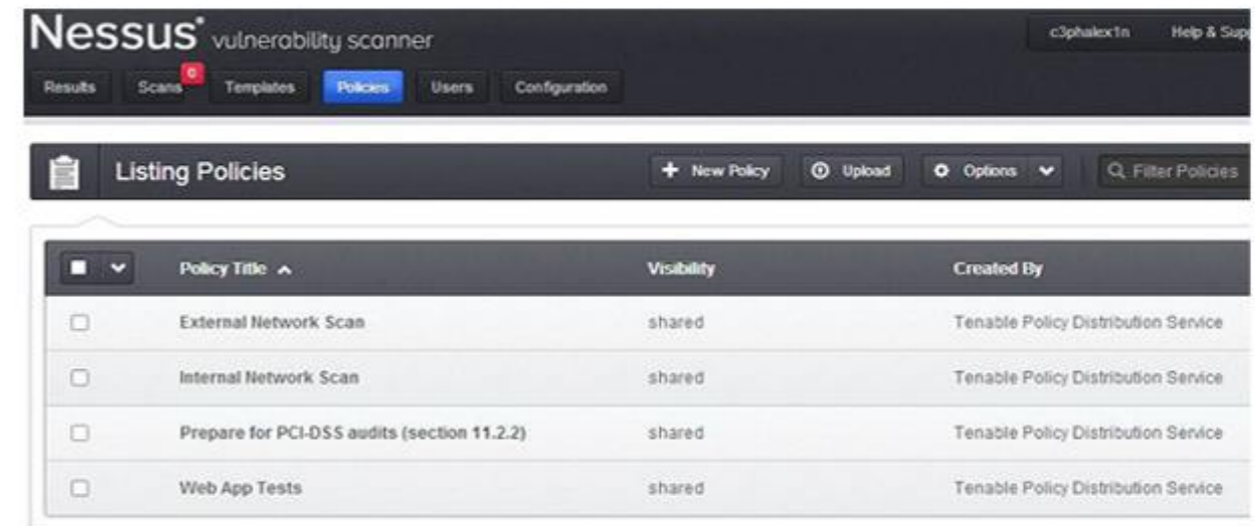 Nessus vulnerability scanner
c3phalex1n Help & Supp
Results Scans 0 Templates Policies Users Configuration
Listing Policies + New Policy Upload Options Filter Policies
Policy Title Visibility Created By
External Network Scan shared Tenable Policy Distribution Service
Internal Network Scan shared Tenable Policy Distribution Service
Prepare for PCI-DSS audits (section 11.2.2) shared Tenable Policy Distribution Service
Web App Tests shared Tenable Policy Distribution Service